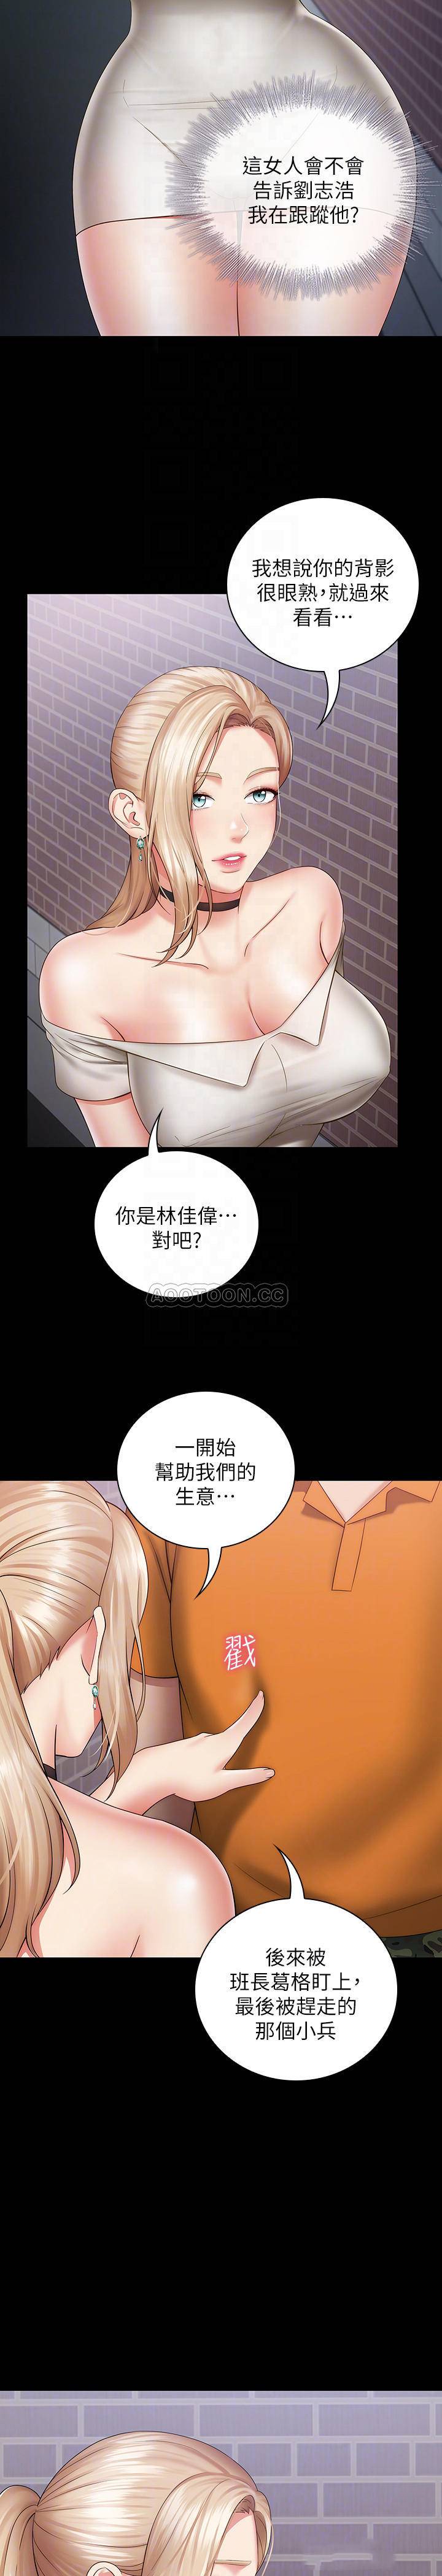 這女人會不會
告訴劉志浩
我在跟蹤他?
我想說你的背影
很眼熟,就過來
看看⋯
你是林佳偉⋯
對吧?
AOOTOON.CC
一開始
幫助我們的
生意⋯
戳
後來被
班長葛格盯上,
最後被趕走的
那個小兵